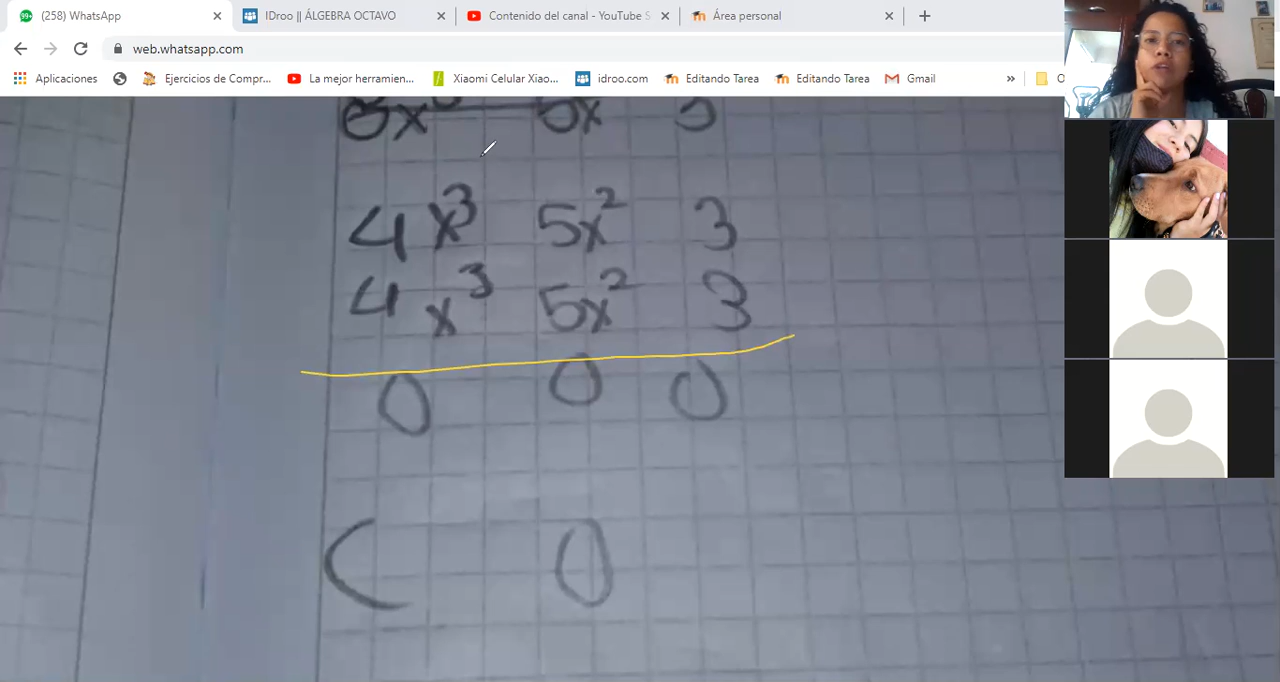 (258) WhatsApp
IDroo || ÁLGEBRA OCTAVO
Contenido del canal - YouTube S
Área personal
web.whatsapp.com
Aplicaciones
Ejercicios de Compr...
La mejor herramien...
Xiaomi Celular Xiao...
idroo.com
Editando Tarea
Editando Tarea
Gmail
»
O
99+
5x
4x³ 5x² 3
4x³ 5x² 3
0 0 0
( 0